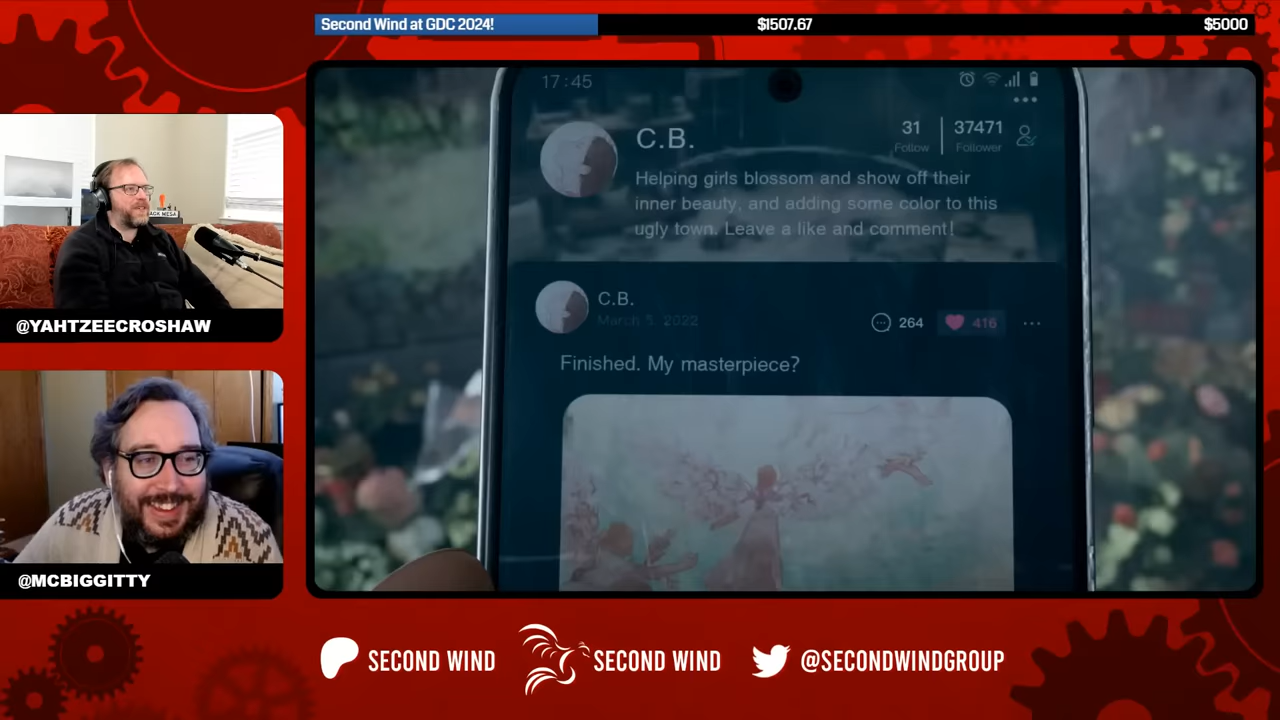 Second Wind at GDC 2024!
$1507.67
$5000
17:45
C.B.
31
37471
Follow
Follower
Helping girls blossom and show off their
inner beauty, and adding some color to this
ugly town. Leave a like and comment!
C.B.
March 5, 2022
264
416
Finished. My masterpiece?
BLACK MESA
@YAHTZEECROSHAW
@MCBIGGITTY
SECOND WIND
SECOND WIND
@SECONDWINDGROUP